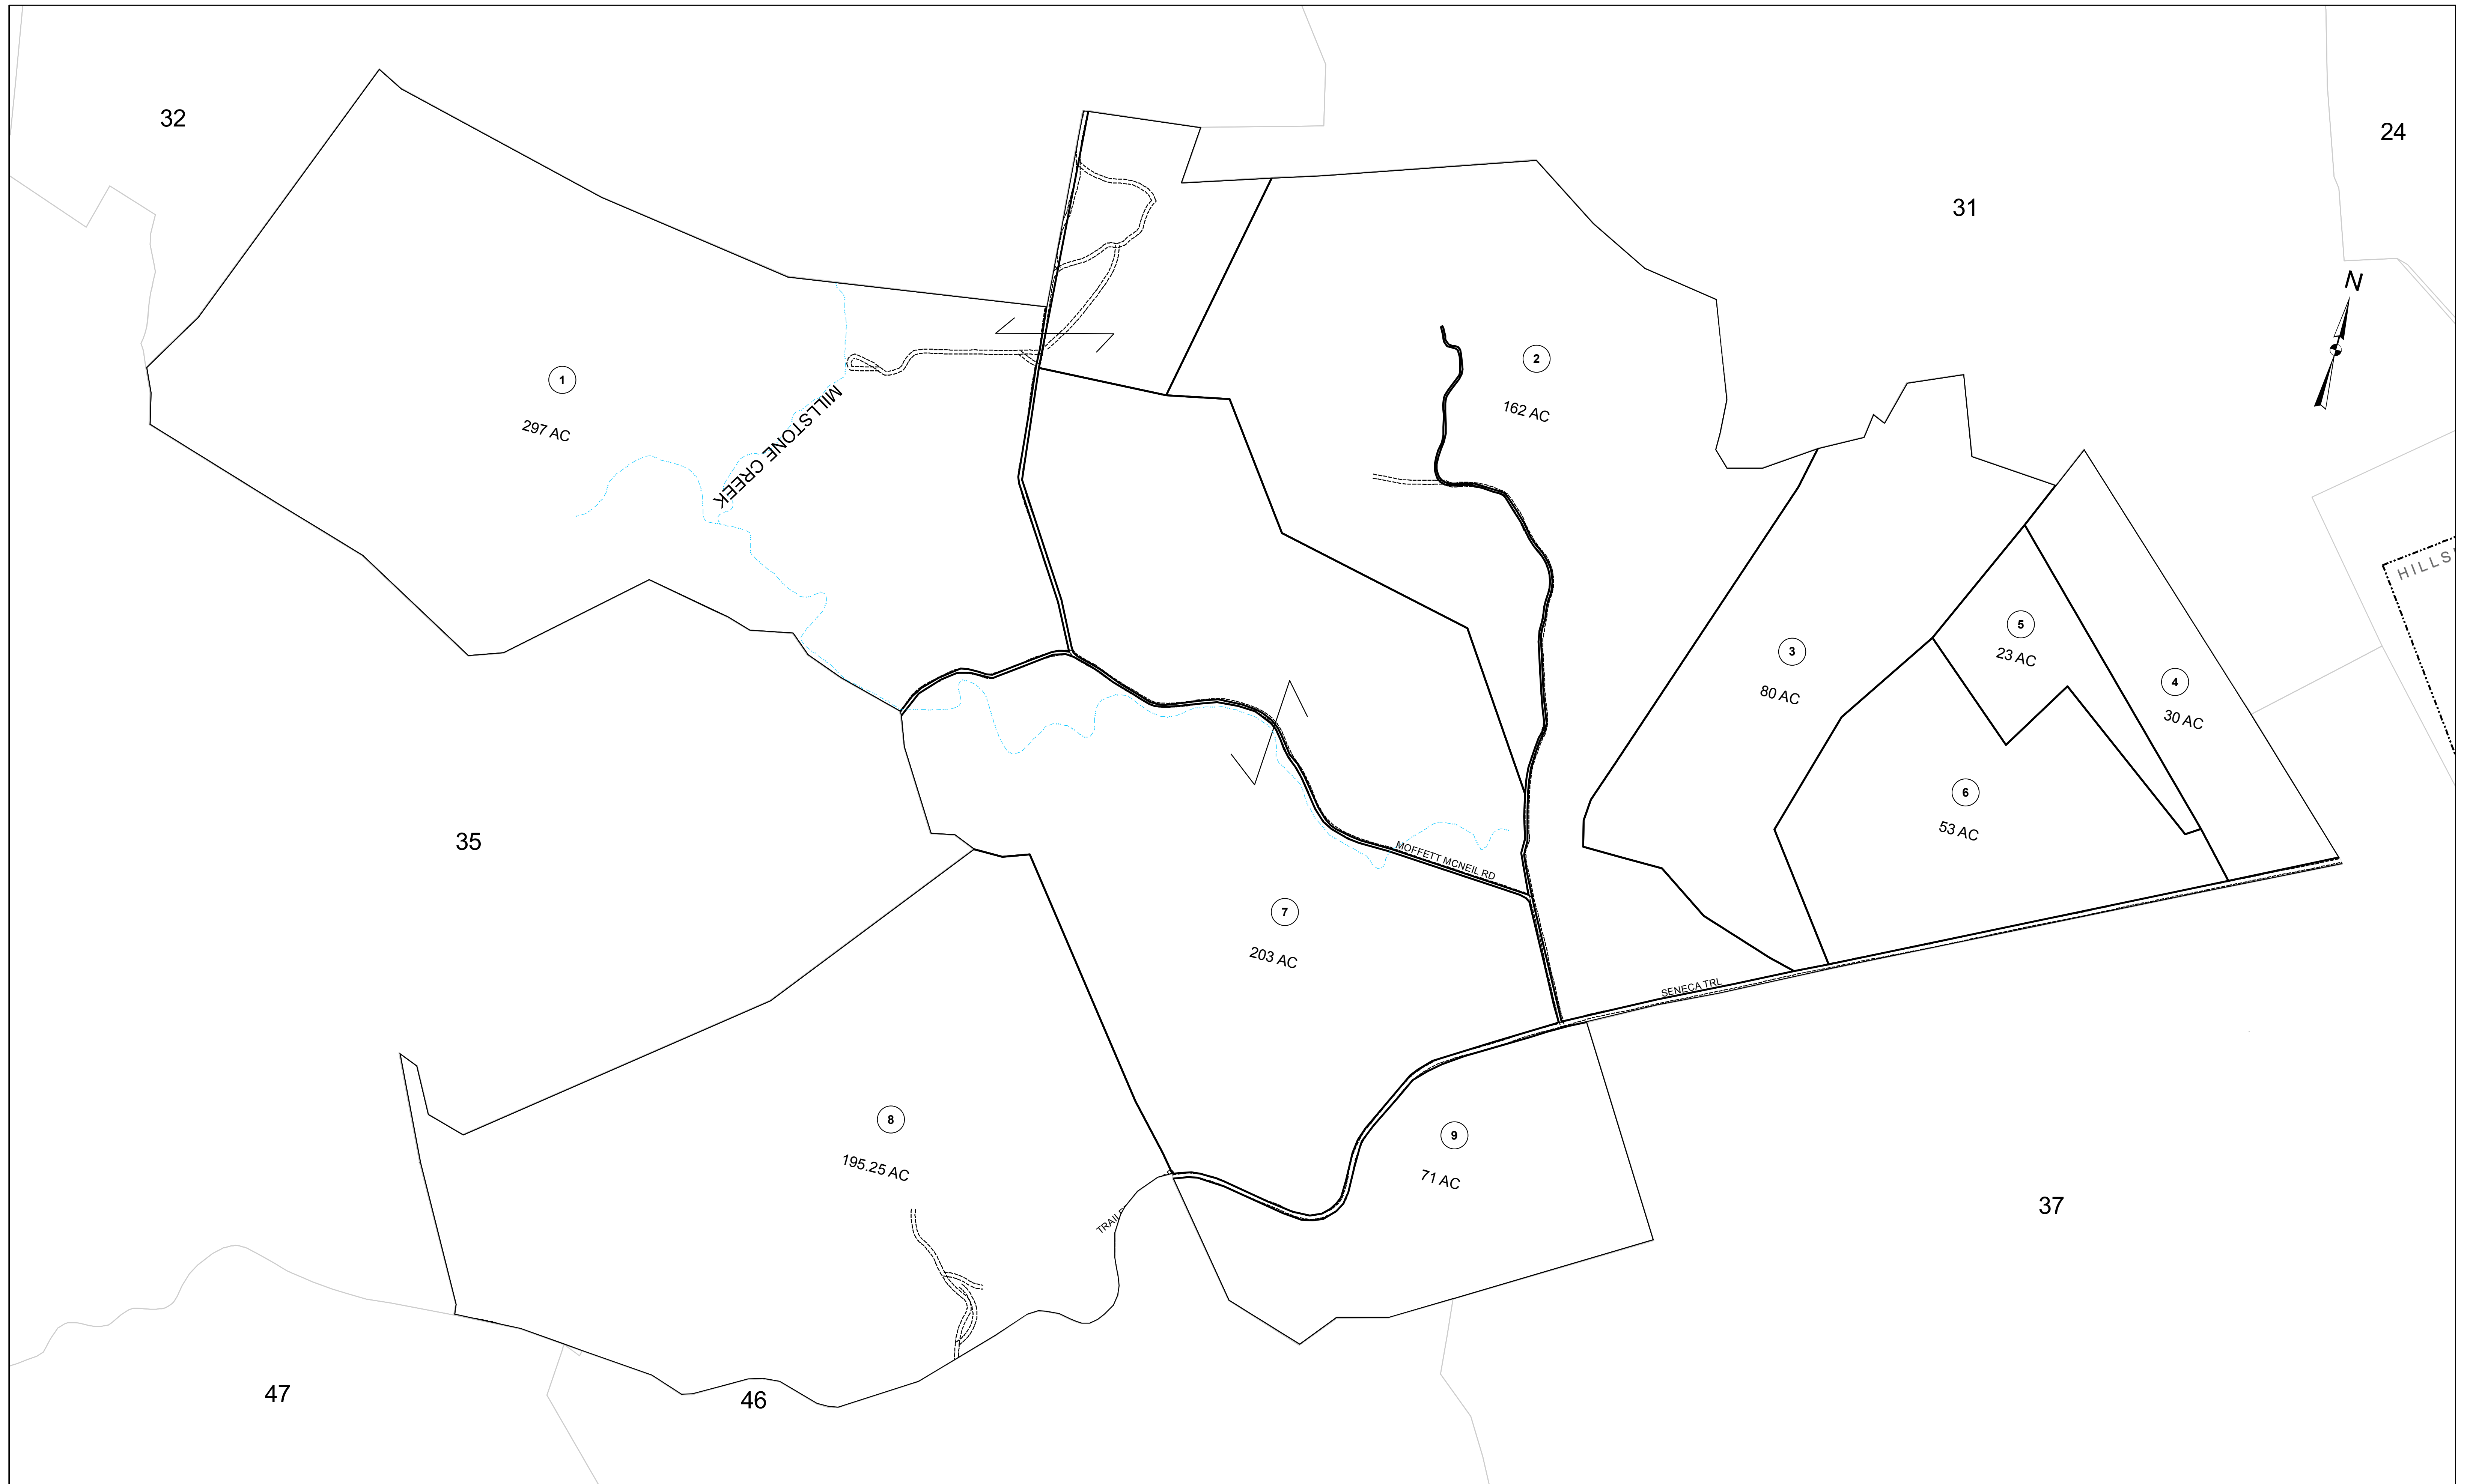 32
24
31
N
1
297 AC
MILLSTONE CREEK
2
162 AC
HILLS
3
80 AC
5
23 AC
4
30 AC
6
53 AC
35
MOFFETT MCNEIL RD
7
203 AC
SENECA TRL
8
195.25 AC
9
71 AC
TRAIL
37
47
46